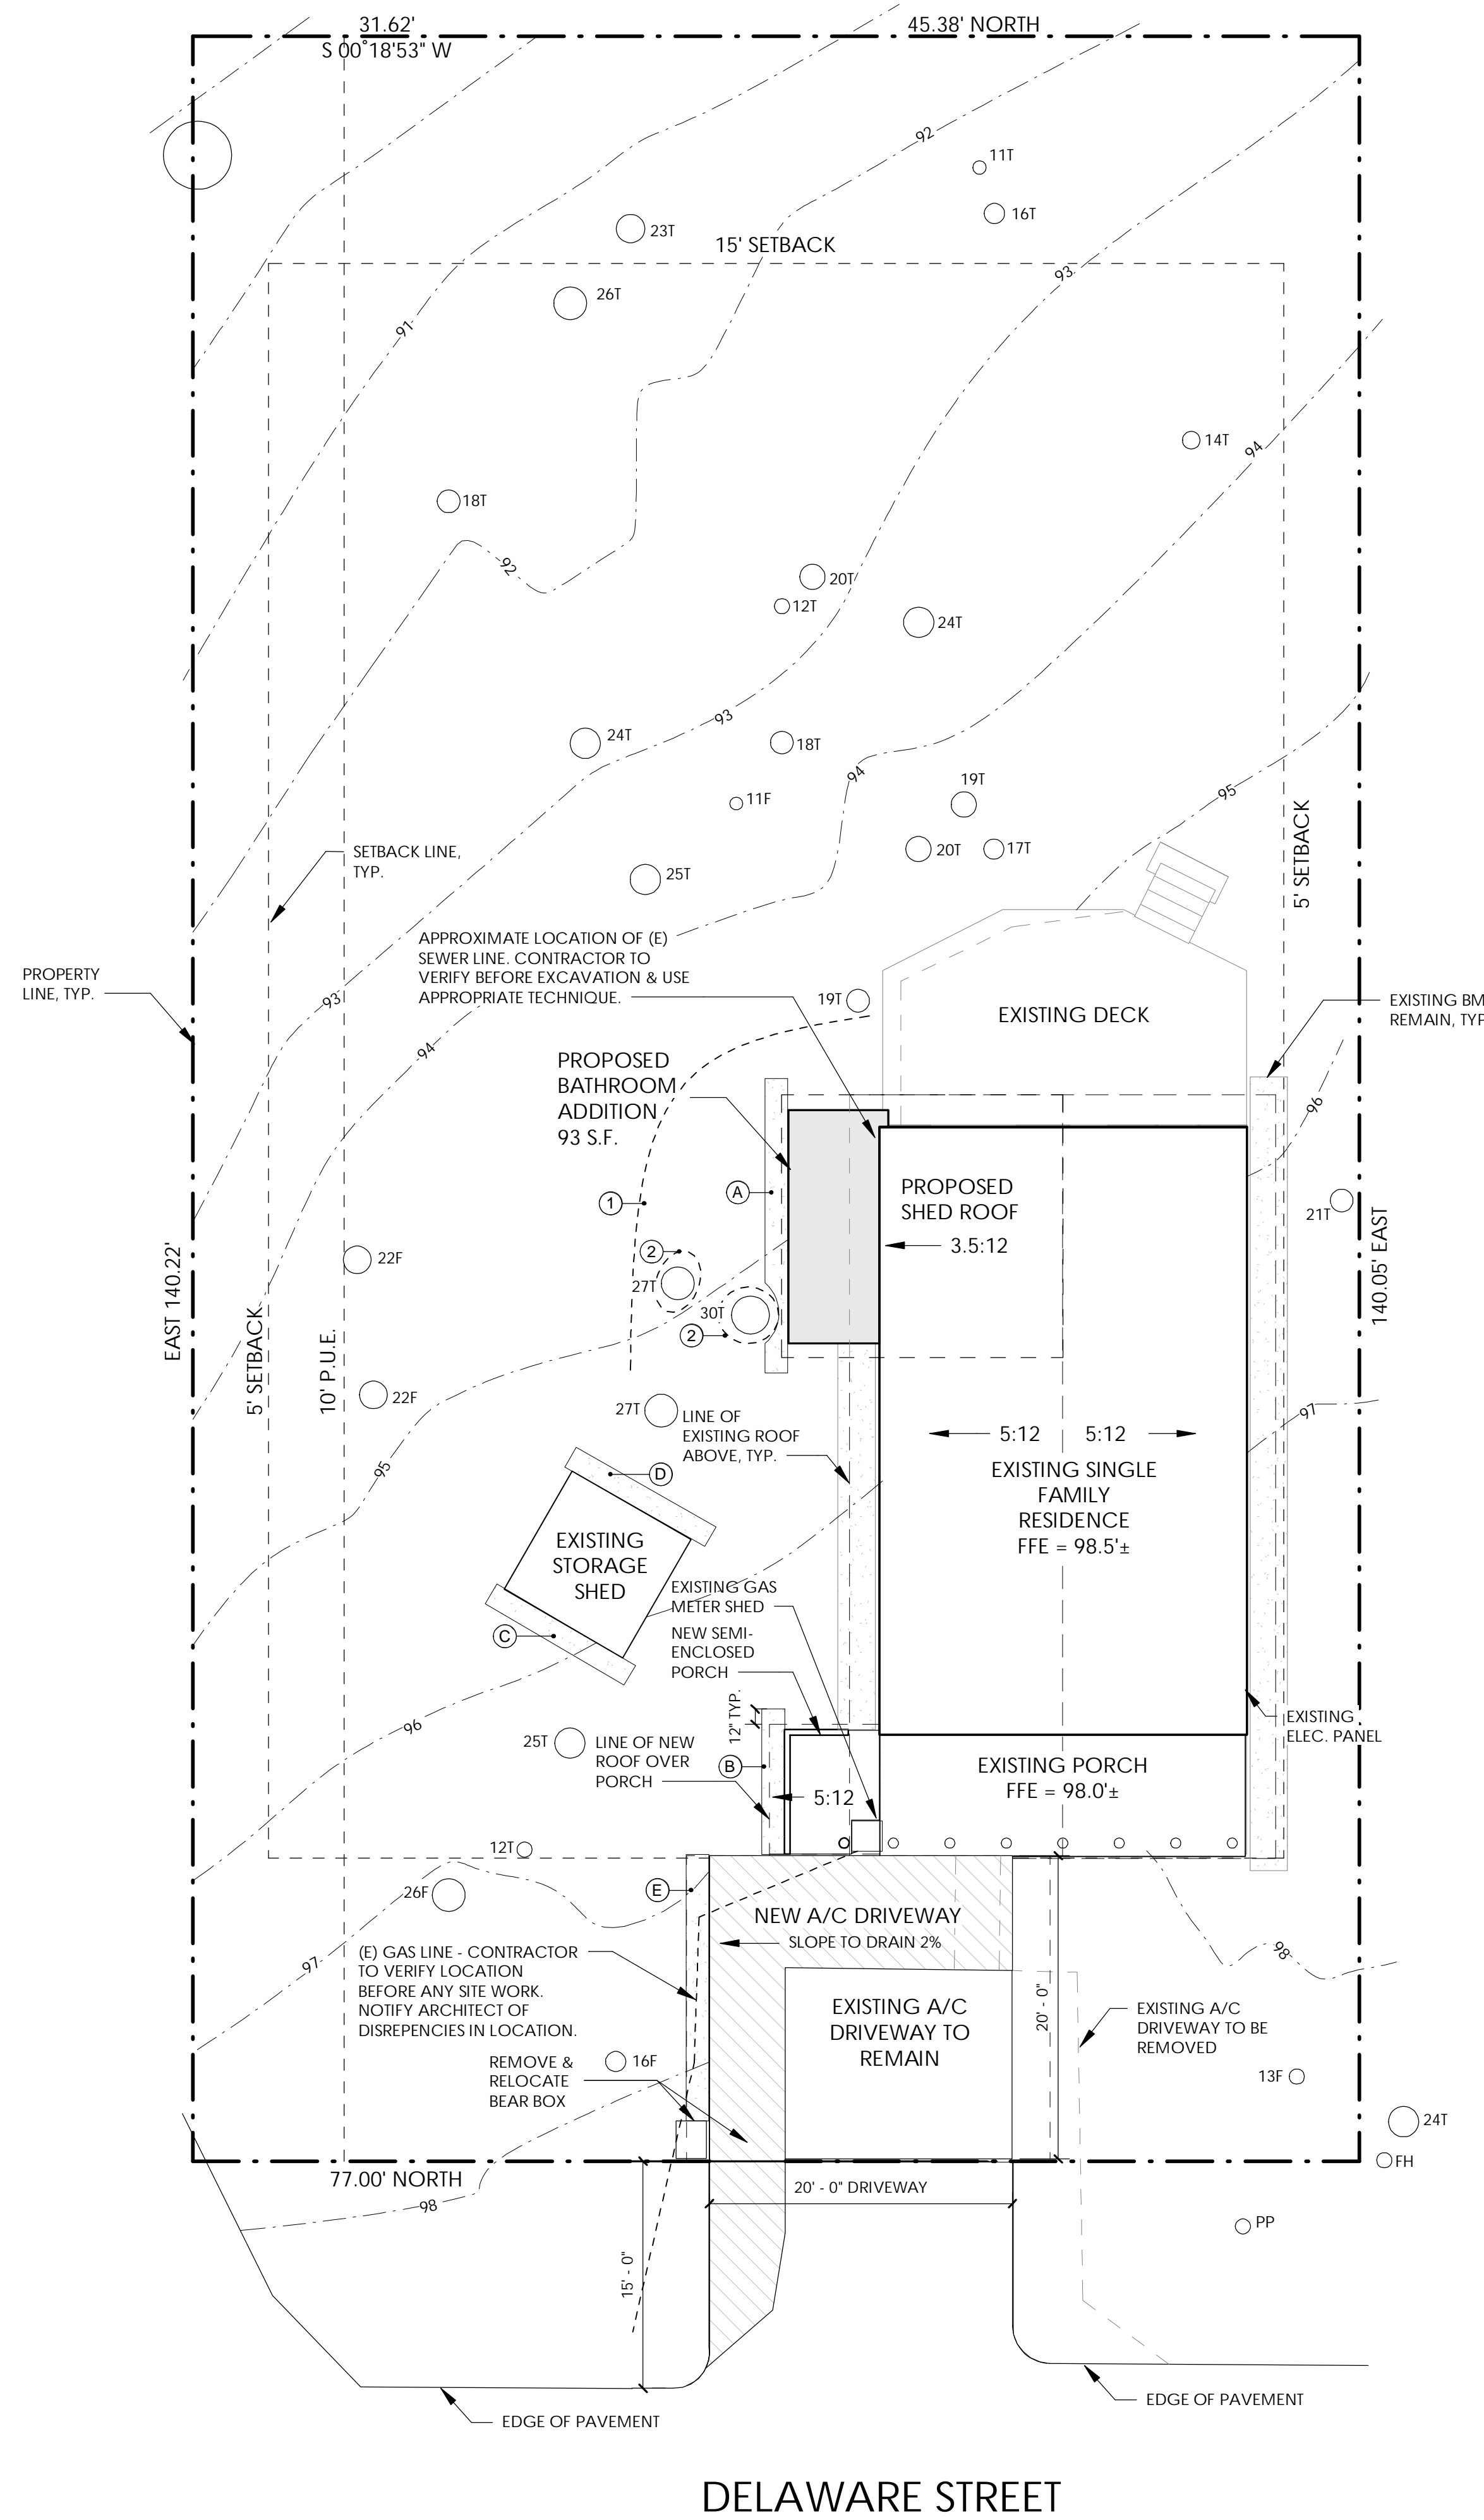 31.62'
S 00°18'53" W
45.38' NORTH
92
11T
16T
23T
15' SETBACK
93
26T
91
14T
94
18T
92
20T
12T
24T
93
24T
18T
94
19T
11F
95
5' SETBACK
20T
17T
SETBACK LINE,
TYP.
25T
APPROXIMATE LOCATION OF (E)
SEWER LINE. CONTRACTOR TO
VERIFY BEFORE EXCAVATION & USE
APPROPRIATE TECHNIQUE.
PROPERTY
LINE, TYP.
93
19T
EXISTING DECK
EXISTING BM
REMAIN, TYP
94
PROPOSED
BATHROOM
ADDITION
93 S.F.
96
A
1
PROPOSED
SHED ROOF
3.5:12
21T
140.05' EAST
2
27T
22F
EAST 140.22'
30T
2
5' SETBACK
10' P.U.E.
22F
27T
LINE OF
EXISTING ROOF
ABOVE, TYP.
97
5:12
5:12
95
D
EXISTING SINGLE
FAMILY
RESIDENCE
FFE = 98.5'±
EXISTING
STORAGE
SHED
EXISTING GAS
METER SHED
C
NEW SEMI-
ENCLOSED
PORCH
12" TYP.
96
25T
LINE OF NEW
ROOF OVER
PORCH
B
5:12
EXISTING PORCH
FFE = 98.0'±
EXISTING
ELEC. PANEL
12T
26F
E
NEW A/C DRIVEWAY
SLOPE TO DRAIN 2%
97
(E) GAS LINE - CONTRACTOR
TO VERIFY LOCATION
BEFORE ANY SITE WORK.
NOTIFY ARCHITECT OF
DISREPENCIES IN LOCATION.
98
EXISTING A/C
DRIVEWAY TO
REMAIN
20' - 0"
EXISTING A/C
DRIVEWAY TO BE
REMOVED
16F
REMOVE &
RELOCATE
BEAR BOX
13F
24T
FH
77.00' NORTH
20' - 0" DRIVEWAY
98
PP
15' - 0"
EDGE OF PAVEMENT
EDGE OF PAVEMENT
DELAWARE STREET